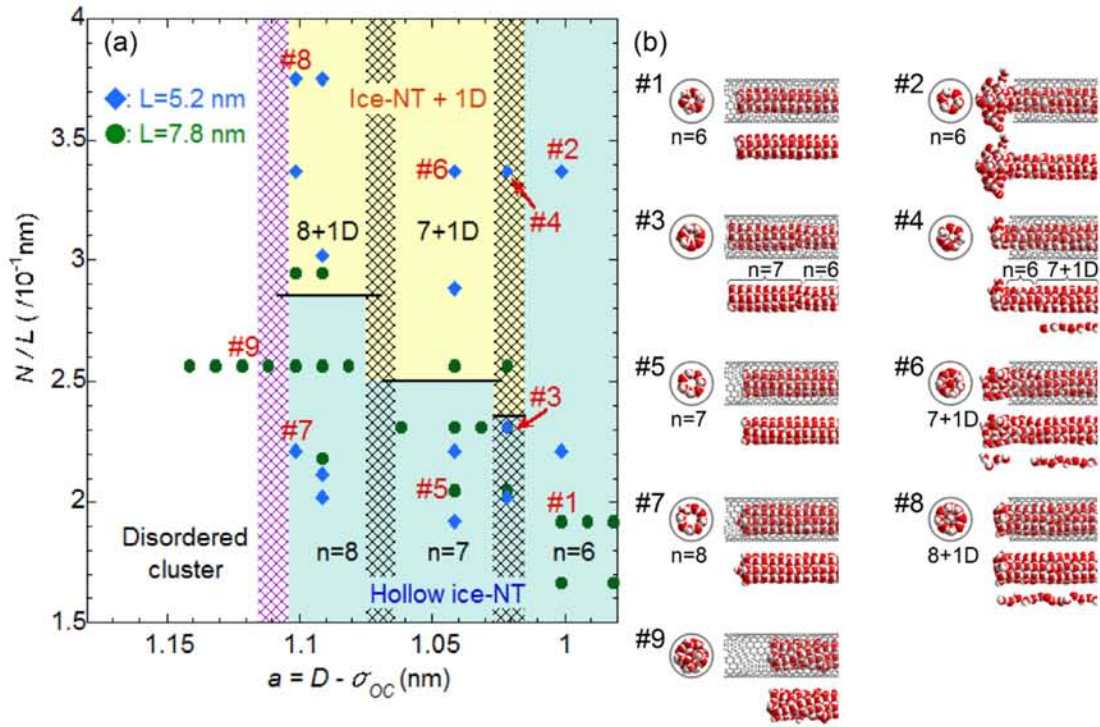 (a)
4
3.5
3
2.5
2
1.5
N / L ( /10⁻¹nm)
◆: L=5.2 nm
●: L=7.8 nm
#8
Ice-NT + 1D
#6
#2
#4
8+1D
7+1D
#9
#3
#7
#5
#1
Disordered
cluster
n=8
n=7
n=6
Hollow ice-NT
1.15
1.1
1.05
1
a = D - σ_OC (nm)
(b)
#1
n=6
#2
n=6
#3
n=7
n=6
#4
n=6
7+1D
#5
n=7
#6
7+1D
#7
n=8
#8
8+1D
#9